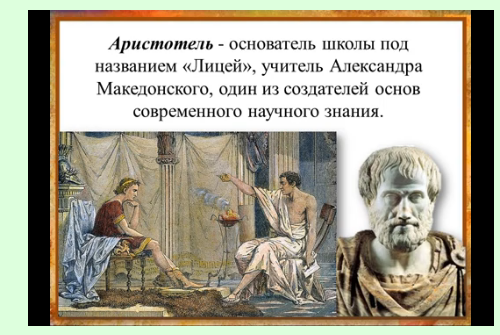 Аристотель - основатель школы под
названием «Лицей», учитель Александра
Македонского, один из создателей основ
современного научного знания.